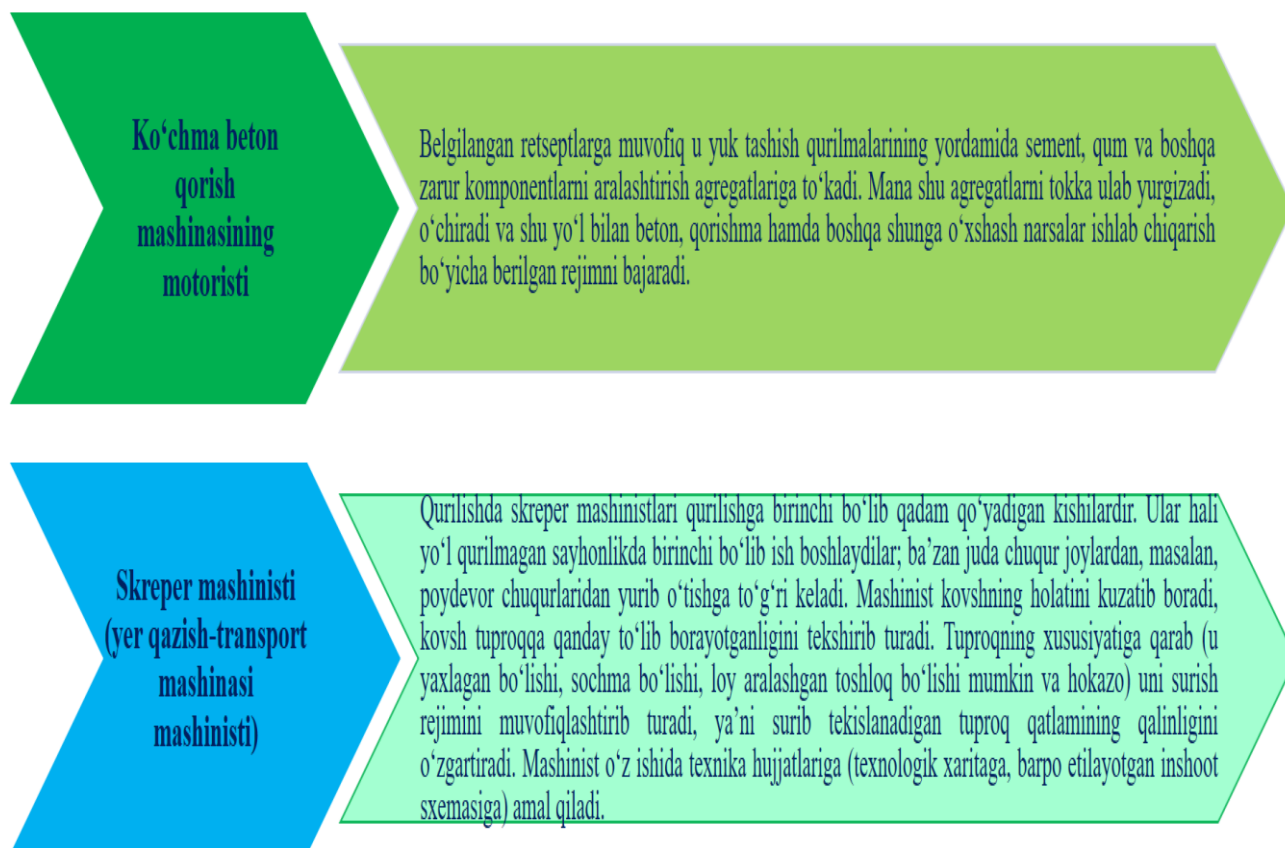 Ko‘chma beton
qorish
mashinasining
motoristi
Belgilangan retseptlarga muvofiq u yuk tashish qurilmalarining yordamida sement, qum va boshqa
zarur komponentlarni aralashtirish agregatlariga to‘kadi. Mana shu agregatlarni tokka ulab yurgizadi,
o‘chiradi va shu yo‘l bilan beton, qorishma hamda boshqa shunga o‘xshash narsalar ishlab chiqarish
bo‘yicha berilgan rejimni bajaradi.
Skreper mashinisti
(yer qazish-transport
mashinasi
mashinisti)
Qurilishda skreper mashinistlari qurilishga birinchi bo‘lib qadam qo‘yadigan kishilardir. Ular hali
yo‘l qurilmagan sayhonlikda birinchi bo‘lib ish boshlaydilar; ba’zan juda chuqur joylardan, masalan,
poydevor chuqurlaridan yurib o‘tishga to‘g‘ri keladi. Mashinist kovshning holatini kuzatib boradi,
kovsh tuproqqa qanday to‘lib borayotganligini tekshirib turadi. Tuproqning xususiyatiga qarab (u
yaxlagan bo‘lishi, sochma bo‘lishi, loy aralashgan toshloq bo‘lishi mumkin va hokazo) uni surish
rejimini muvofiqlashtirib turadi, ya’ni surib tekislanadigan tuproq qatlamining qalinligini
o‘zgartiradi. Mashinist o‘z ishida texnika hujjatlariga (texnologik xaritaga, barpo etilayotgan inshoot
sxemasiga) amal qiladi.